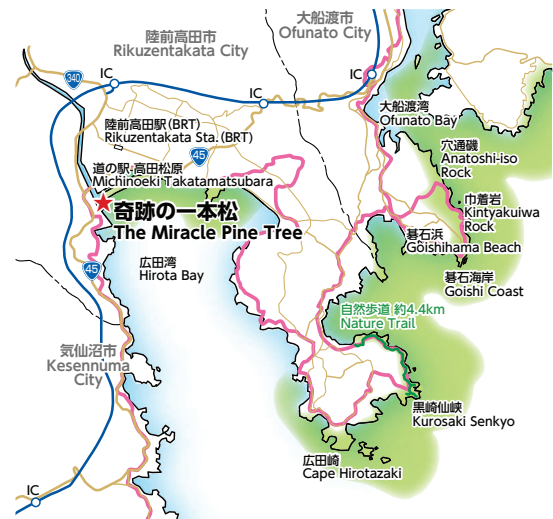 大船渡市
Ofunato City
陸前高田市
Rikuzentakata City
340
IC
IC
IC
大船渡湾
Ofunato Bay
陸前高田駅(BRT)
Rikuzentakata Sta. (BRT)
45
穴通磯
Anatoshi-iso
Rock
道の駅・高田松原
Michinoeki Takatamatsubara
巾着岩
Kintyakuiwa
Rock
奇跡の一本松
The Miracle Pine Tree
碁石浜
Goishihama Beach
広田湾
Hirota Bay
45
碁石海岸
Goishi Coast
自然歩道 約4.4km
Nature Trail
気仙沼市
Kesennuma
City
黒崎仙峡
Kurosaki Senkyo
広田崎
Cape Hirotazaki
IC